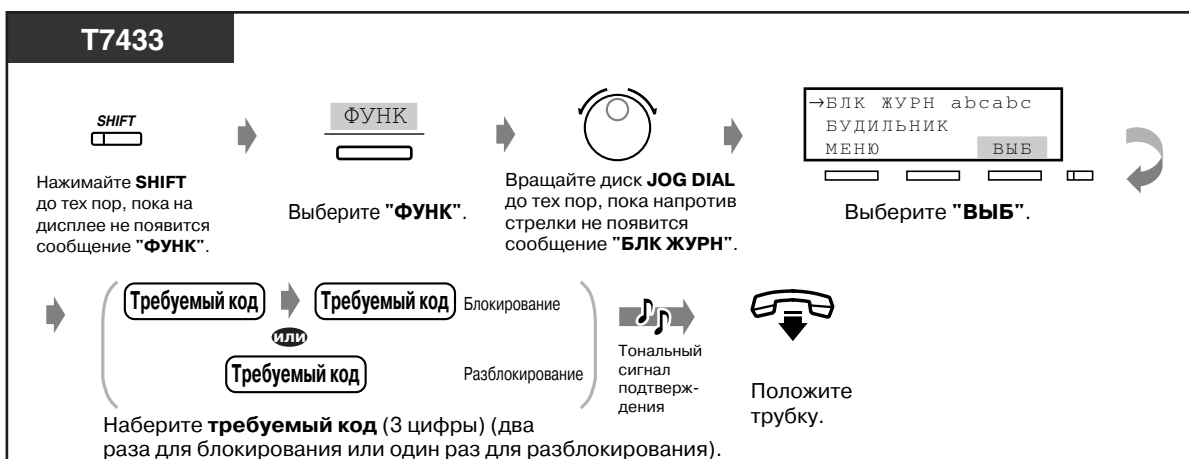 T7433
SHIFT
Нажимайте SHIFT
до тех пор, пока на
дисплее не появится
сообщение "ФУНК".
ФУНК
Выберите "ФУНК".
Вращайте диск JOG DIAL
до тех пор, пока напротив
стрелки не появится
сообщение "БЛК ЖУРН".
→БЛК ЖУРН abcabc
БУДИЛЬНИК
МЕНЮ ВЫБ
Выберите "ВЫБ".
Требуемый код Требуемый код Блокирование
или
Требуемый код Разблокирование
Наберите требуемый код (3 цифры) (два
раза для блокирования или один раз для разблокирования).
Тональный
сигнал
подтверж-
дения
Положите
трубку.